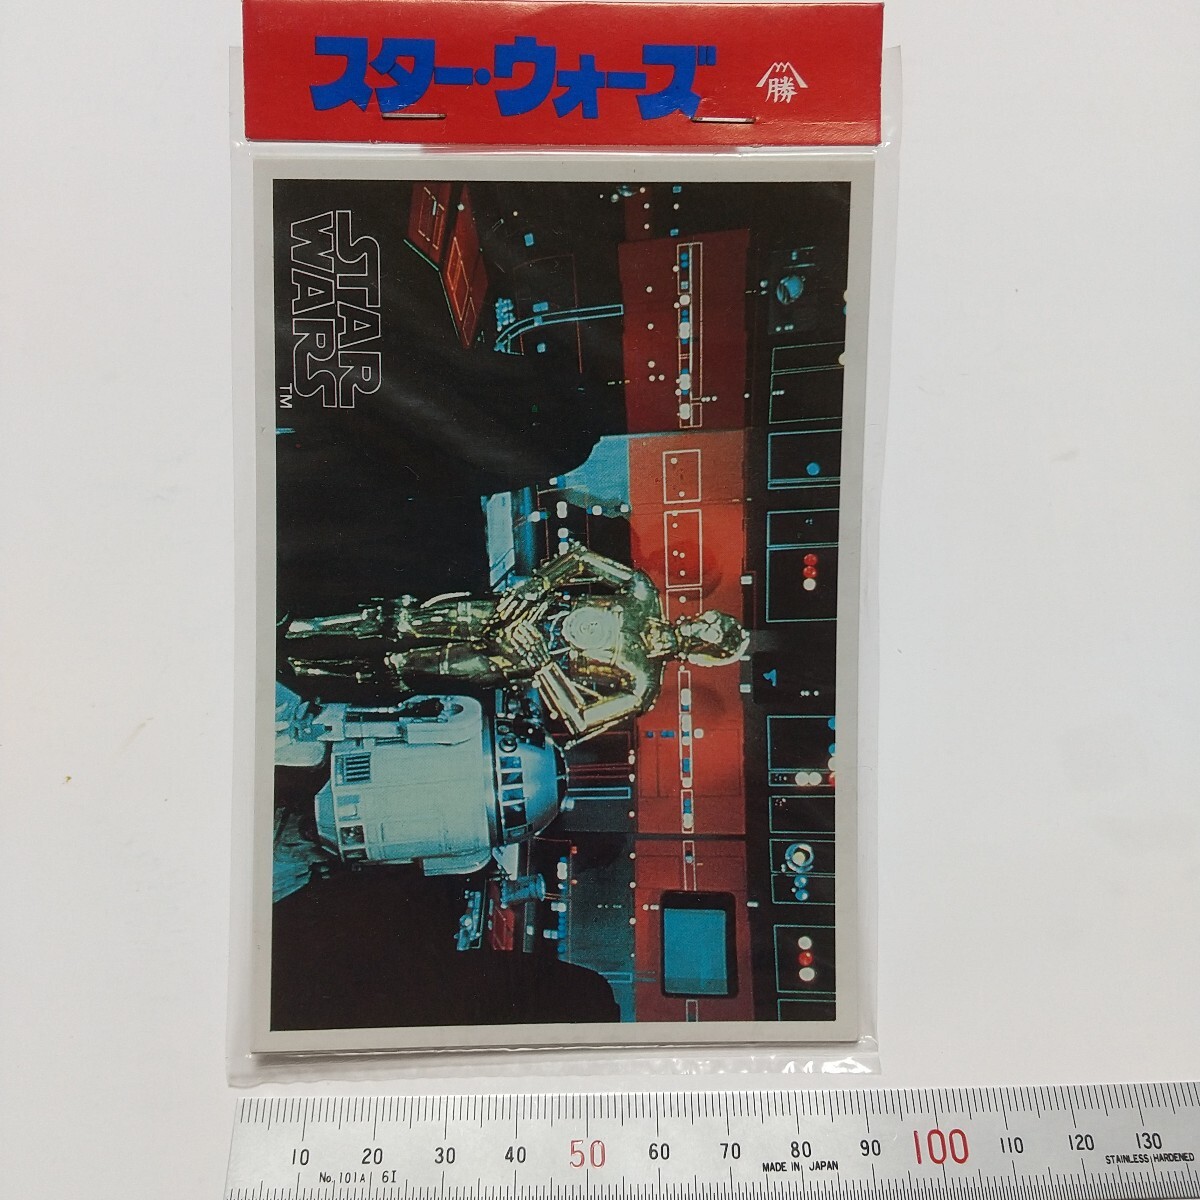 スター・ウォーズ
勝
STAR
WARS
TM
10 20 30 40 50 60 70 80 90 100 110 120 130
No. 101A 6I
MADE IN JAPAN
STAINLESS HARDENED